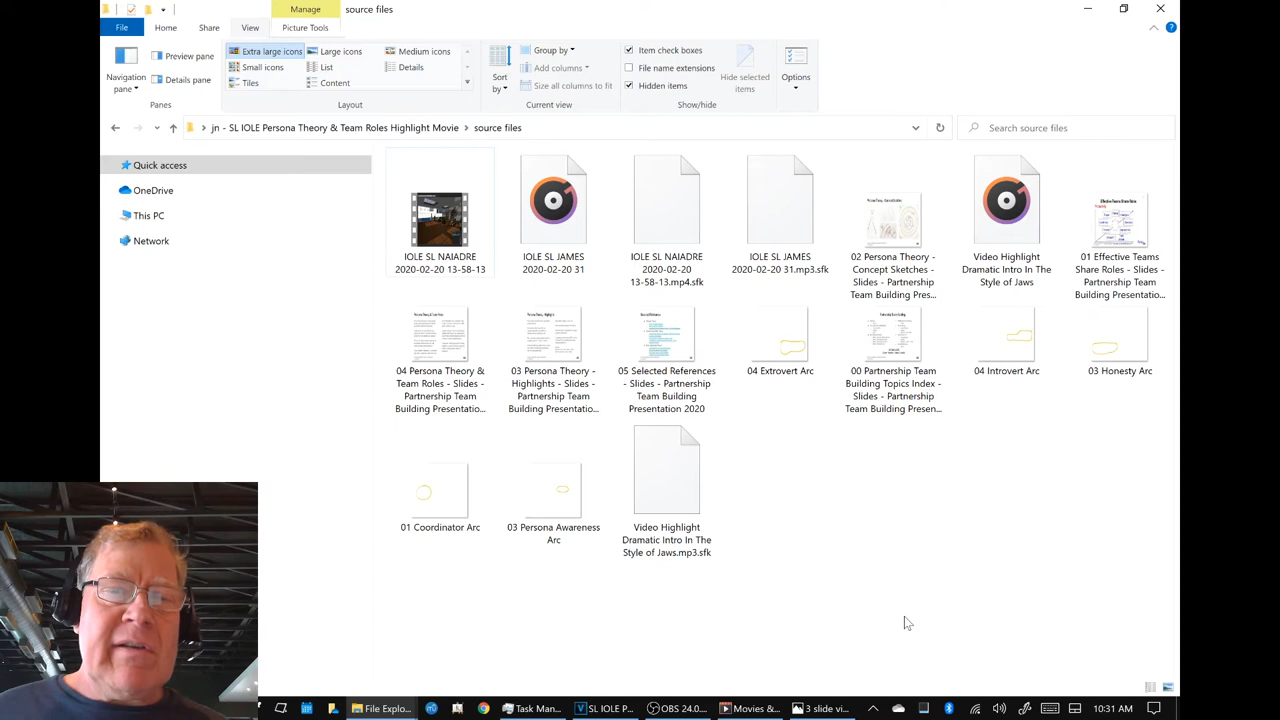 Manage
source files
File
Home
Share
View
Picture Tools
Navigation pane
Preview pane
Details pane
Panes
Extra large icons
Large icons
Medium icons
Small icons
List
Details
Tiles
Content
Layout
Sort by
Group by
Add columns
Size all columns to fit
Current view
Item check boxes
File name extensions
Hidden items
Hide selected items
Show/hide
Options
jn - SL IOLE Persona Theory & Team Roles Highlight Movie > source files
Search source files
Quick access
OneDrive
This PC
Network
IOLE SL NAIADRE
2020-02-20 13-58-13
IOLE SL JAMES
2020-02-20 31
IOLE SL NAIADRE
2020-02-20
13-58-13.mp4.sfk
IOLE SL JAMES
2020-02-20 31.mp3.sfk
02 Persona Theory -
Concept Sketches -
Slides - Partnership
Team Building Pres...
Video Highlight
Dramatic Intro In The
Style of Jaws
01 Effective Teams
Share Roles - Slides -
Partnership Team
Building Presentatio...
04 Persona Theory &
Team Roles - Slides -
Partnership Team
Building Presentatio...
03 Persona Theory -
Highlights - Slides -
Partnership Team
Building Presentatio...
05 Selected References
- Slides - Partnership
Team Building
Presentation 2020
04 Extrovert Arc
00 Partnership Team
Building Topics Index -
Slides - Partnership
Team Building Presen...
04 Introvert Arc
03 Honesty Arc
01 Coordinator Arc
03 Persona Awareness
Arc
Video Highlight
Dramatic Intro In The
Style of Jaws.mp3.sfk
File Explo...
Task Man...
SL IOLE P...
OBS 24.0...
Movies &...
3 slide vi...
10:31 AM